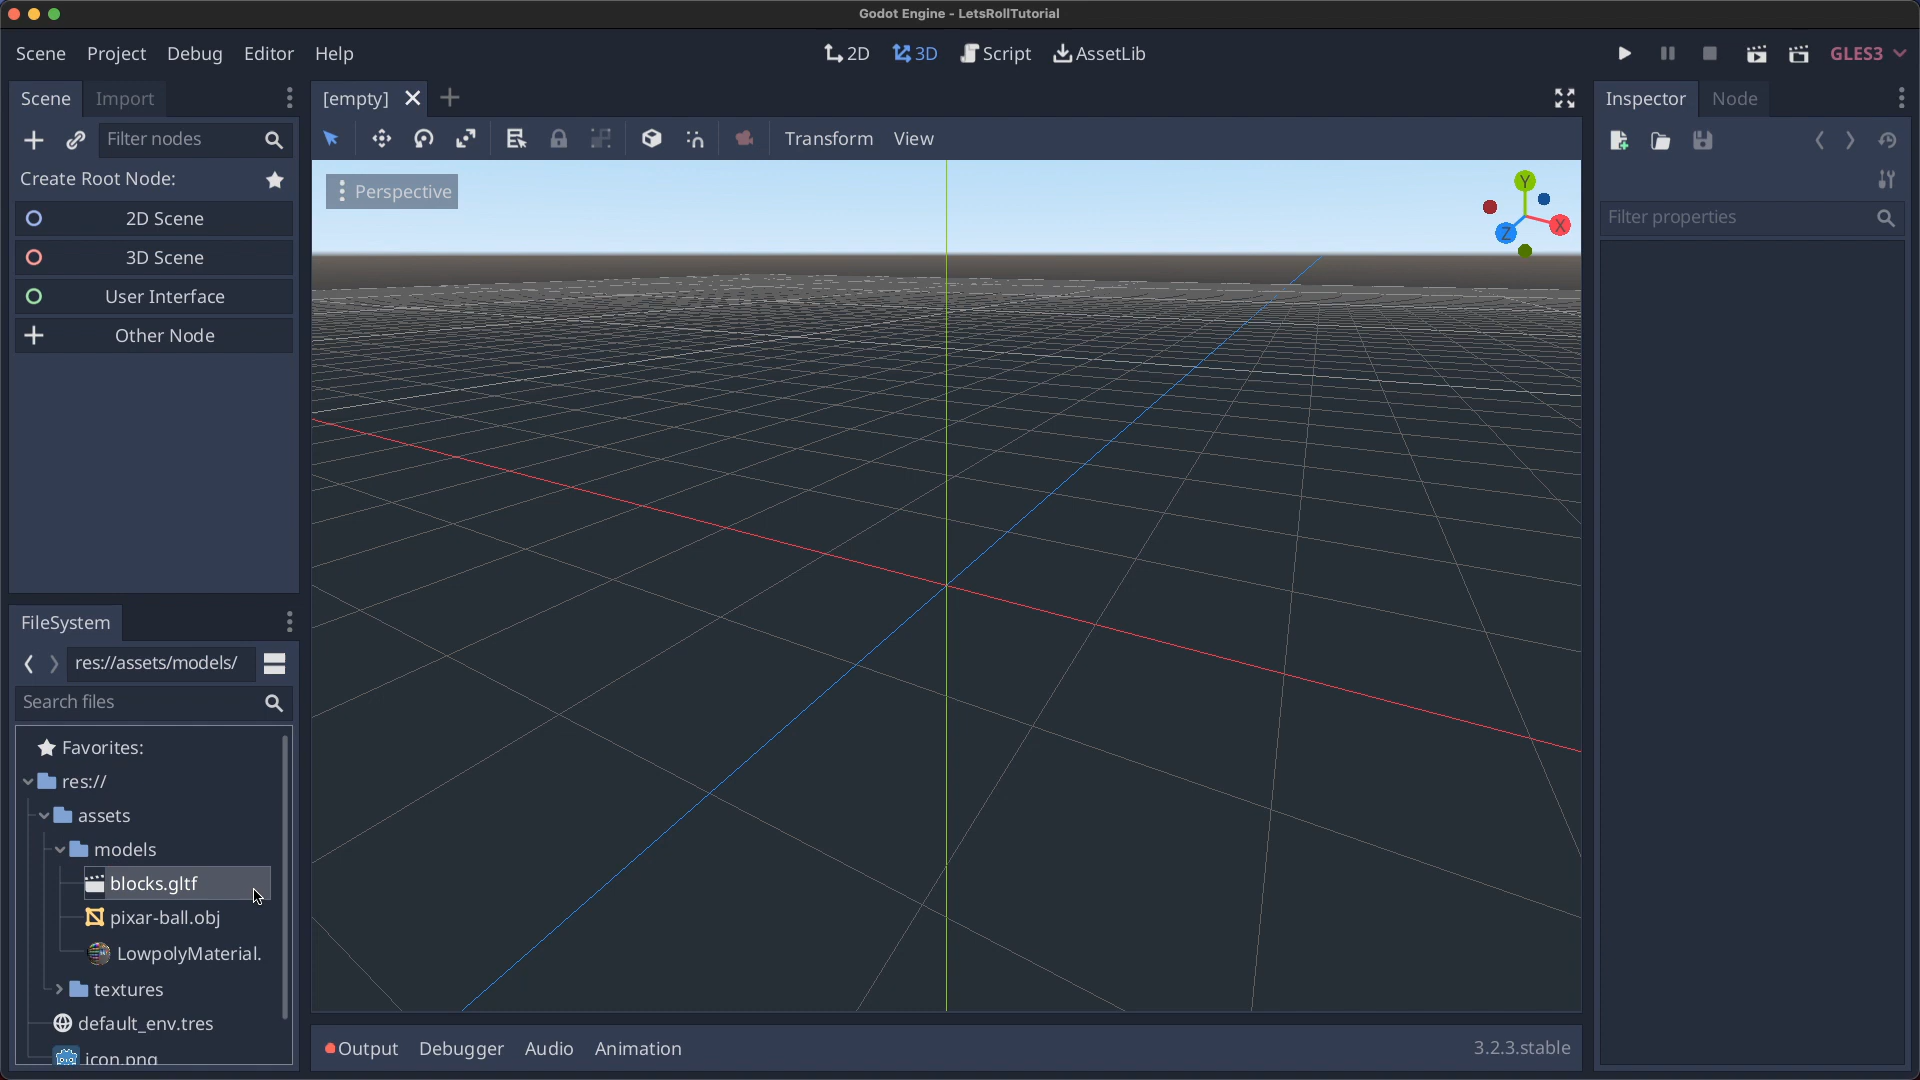 Godot Engine - LetsRollTutorial
Scene Project Debug Editor Help
2D 3D Script AssetLib
GLES3
Scene Import
Filter nodes
Create Root Node:
2D Scene
3D Scene
User Interface
Other Node
[empty]
Transform View
Perspective
Y
X
Z
Inspector Node
Filter properties
FileSystem
res://assets/models/
Search files
Favorites:
res://
assets
models
blocks.gltf
pixar-ball.obj
LowpolyMaterial.
textures
default_env.tres
icon.png
Output Debugger Audio Animation
3.2.3.stable